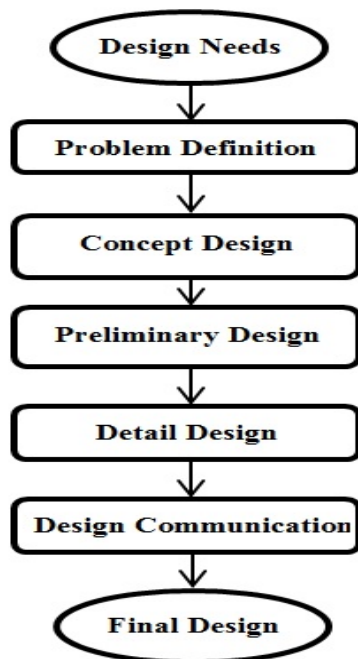 Design Needs
Problem Definition
Concept Design
Preliminary Design
Detail Design
Design Communication
Final Design